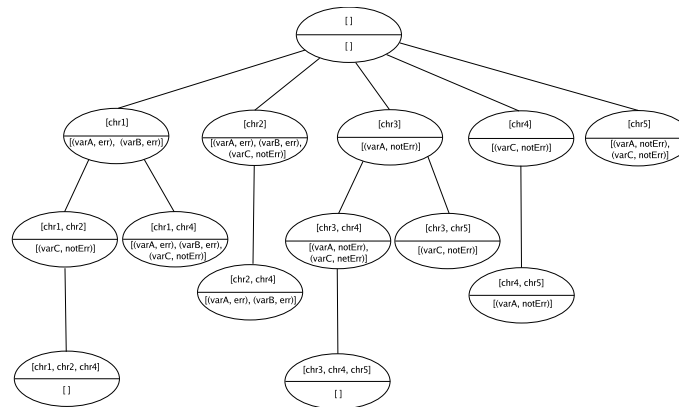 [ ]
[ ]
[chr1]
[(varA, err), (varB, err)]
[chr2]
[(varA, err), (varB, err),
(varC, notErr)]
[chr3]
[(varA, notErr)]
[chr4]
[(varC, notErr)]
[chr5]
[(varA, notErr),
(varC, notErr)]
[chr1, chr2]
[(varC, notErr)]
[chr1, chr4]
[(varA, err), (varB, err),
(varC, notErr)]
[chr3, chr4]
[(varA, notErr),
(varC, netErr)]
[chr3, chr5]
[(varC, notErr)]
[chr2, chr4]
[(varA, err), (varB, err)]
[chr4, chr5]
[(varA, notErr)]
[chr1, chr2, chr4]
[ ]
[chr3, chr4, chr5]
[ ]